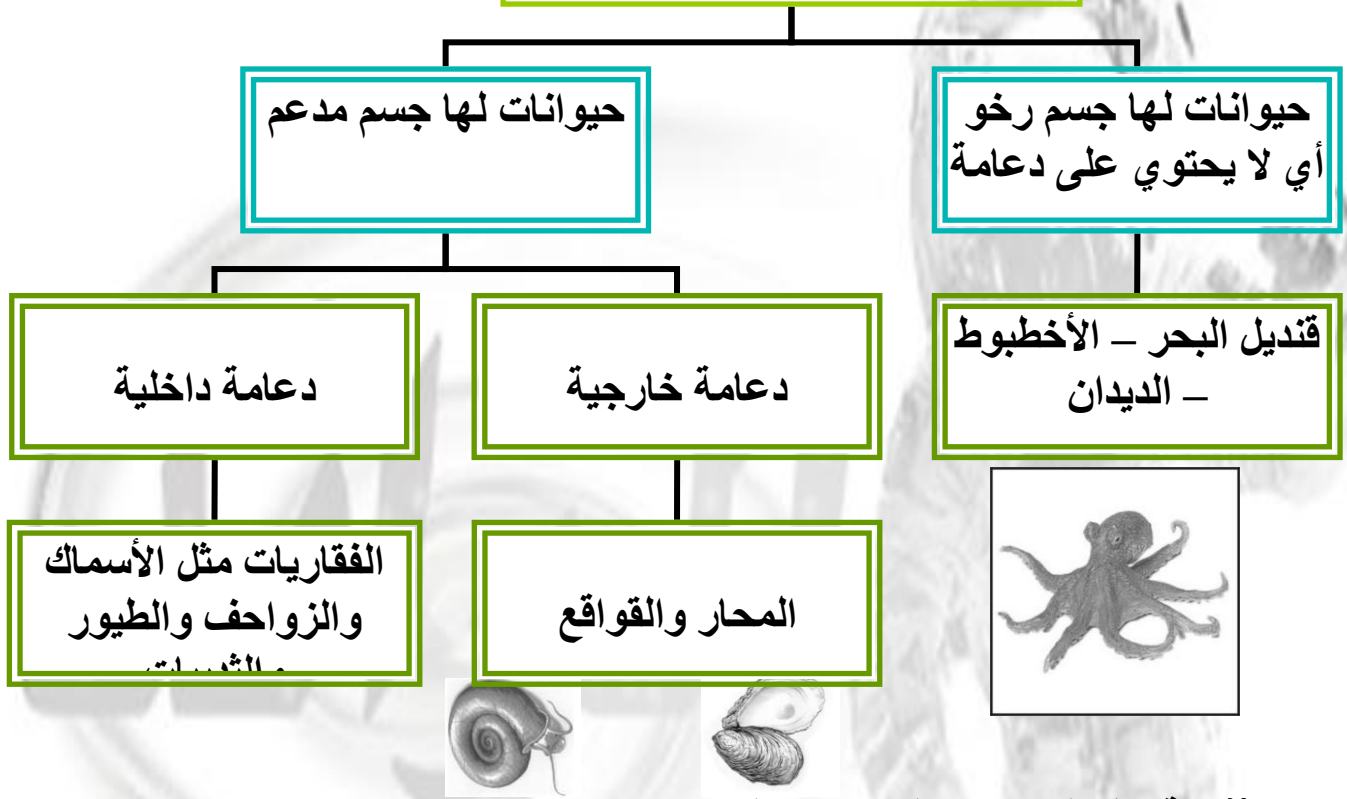 حيوانات لها جسم رخو
أي لا يحتوي على دعامة
حيوانات لها جسم مدعم
قنديل البحر – الأخطبوط
– الديدان
دعامة خارجية
دعامة داخلية
المحار والقواقع
الفقاريات مثل الأسماك
والزواحف والطيور